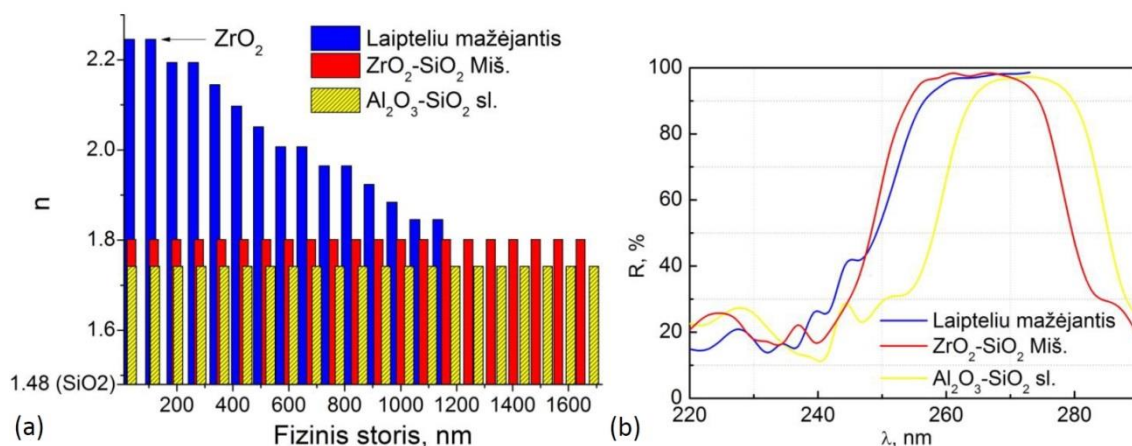 ZrO₂
Laipteliu mažėjantis
ZrO₂-SiO₂ Miš.
Al₂O₃-SiO₂ sl.
2.2
2.0
1.8
1.6
1.48 (SiO2)
n
200 400 600 800 1000 1200 1400 1600
(a) Fizinis storis, nm
100
80
60
40
20
0
R, %
Laipteliu mažėjantis
ZrO₂-SiO₂ Miš.
Al₂O₃-SiO₂ sl.
220 240 260 280
(b) λ, nm